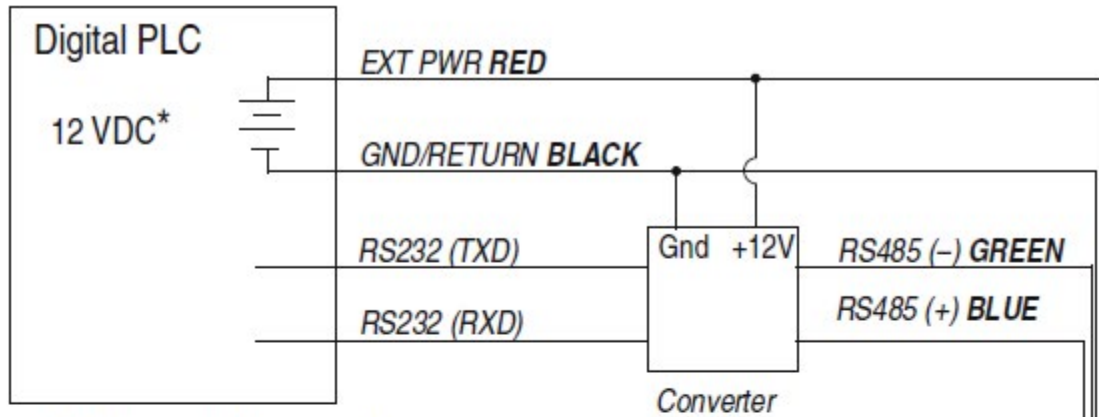 Digital PLC
12 VDC*
EXT PWR RED
GND/RETURN BLACK
RS232 (TXD)
RS232 (RXD)
Gnd +12V
RS485 (–) GREEN
RS485 (+) BLUE
Converter